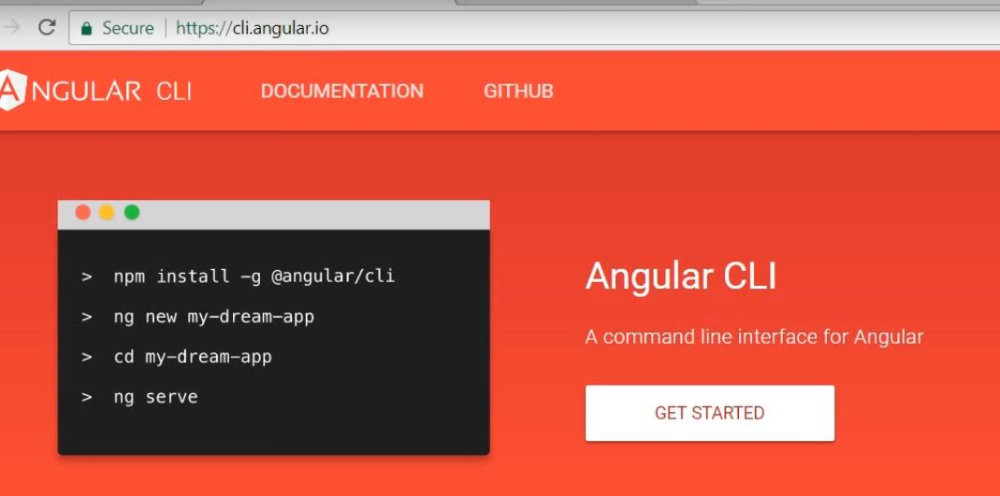 Secure https://cli.angular.io
ANGULAR CLI DOCUMENTATION GITHUB
> npm install -g @angular/cli
> ng new my-dream-app
> cd my-dream-app
> ng serve
Angular CLI
A command line interface for Angular
GET STARTED